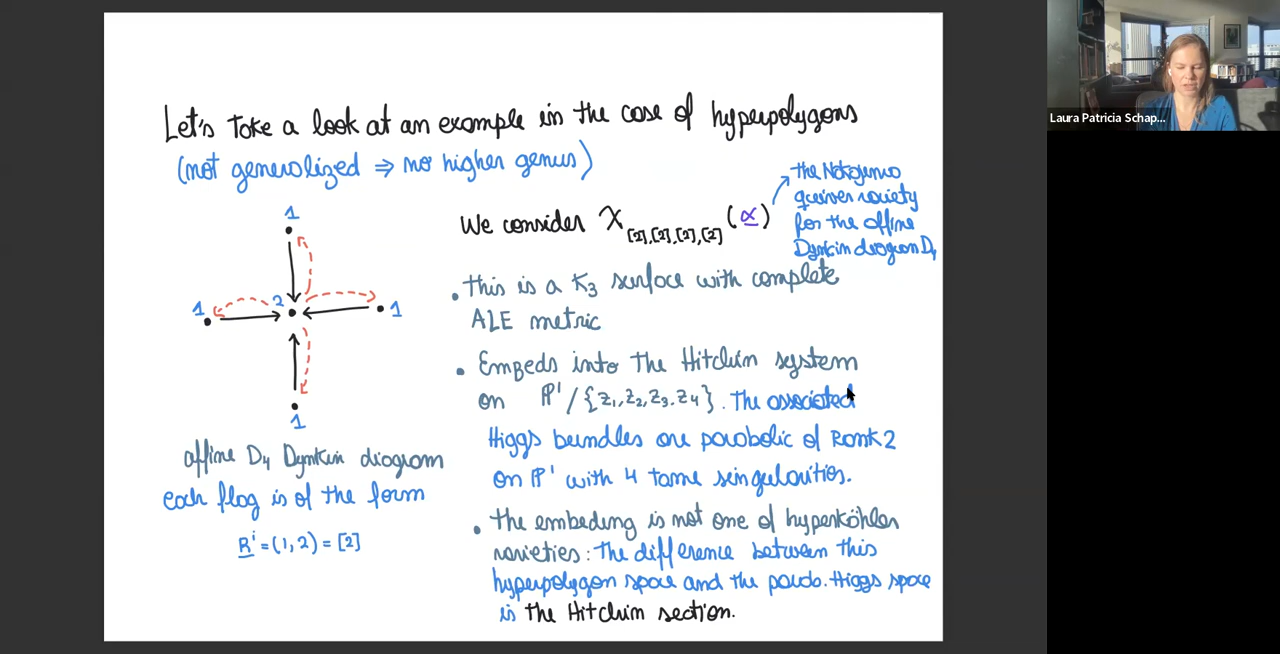 Let's take a look at an example in the case of hyperpolygons
(not generalized ⇒ no higher genus)
We consider X [2],[2],[2],[2] (α)
the Nakajima
quiver variety
for the affine
Dynkin diagram D4
1
1
2
1
1
affine D4 Dynkin diagram
each flag is of the form
R^i = (1,2) = [2]
• this is a K3 surface with complete
ALE metric
• Embeds into the Hitchin system
on ℙ¹/{z1,z2,z3,z4}. The associated
Higgs bundles are parabolic of Rank 2
on ℙ¹ with 4 tame singularities.
• the embeding is not one of hyperkähler
varieties: the difference between this
hyperpolygon space and the parab. Higgs space
is the Hitchin section.
Laura Patricia Schap...